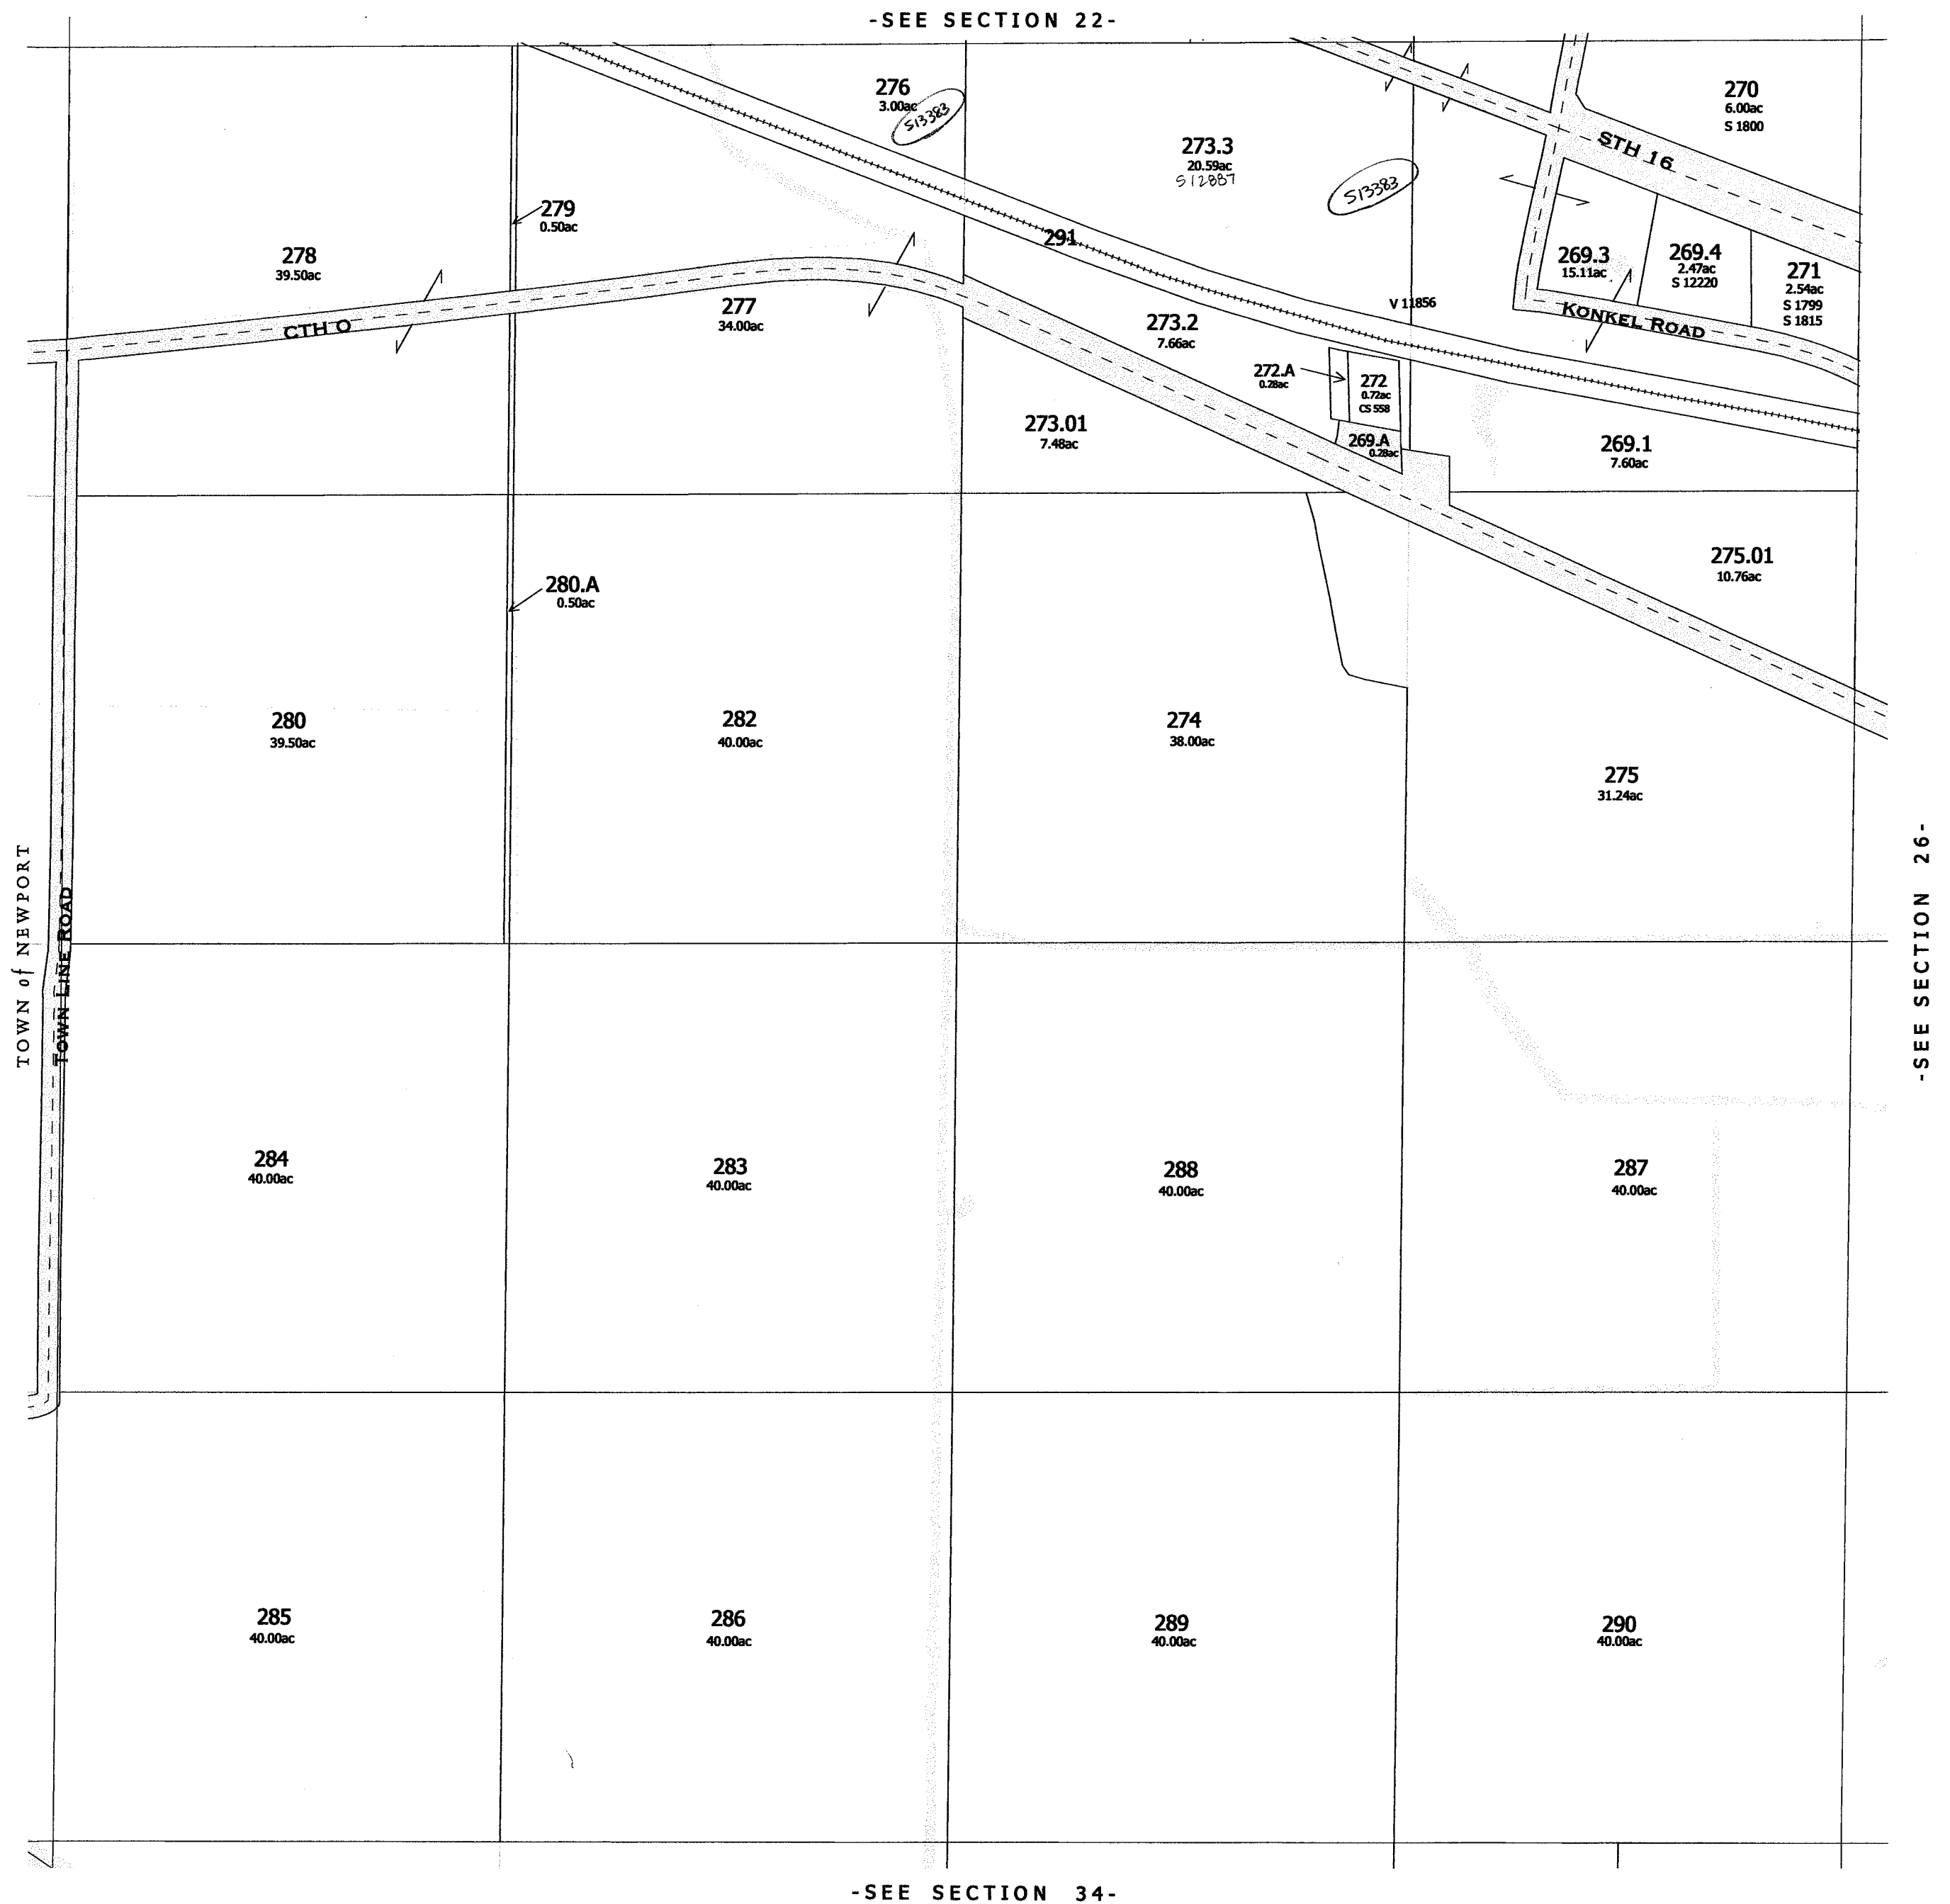 -SEE SECTION 22-
276
3.00ac
S13383
270
6.00ac
S 1800
273.3
20.59ac
S12887
S13383
STH 16
279
0.50ac
278
39.50ac
291
269.3
15.11ac
269.4
2.47ac
S 12220
271
2.54ac
S 1799
S 1815
CTH O
277
34.00ac
273.2
7.66ac
V 11856
KONKEL ROAD
272.A
0.28ac
272
0.72ac
CS 558
273.01
7.48ac
269.A
0.28ac
269.1
7.60ac
280.A
0.50ac
275.01
10.76ac
280
39.50ac
282
40.00ac
274
38.00ac
275
31.24ac
TOWN of NEWPORT
TOWN LINE ROAD
-SEE SECTION 26-
284
40.00ac
283
40.00ac
288
40.00ac
287
40.00ac
285
40.00ac
286
40.00ac
289
40.00ac
290
40.00ac
-SEE SECTION 34-